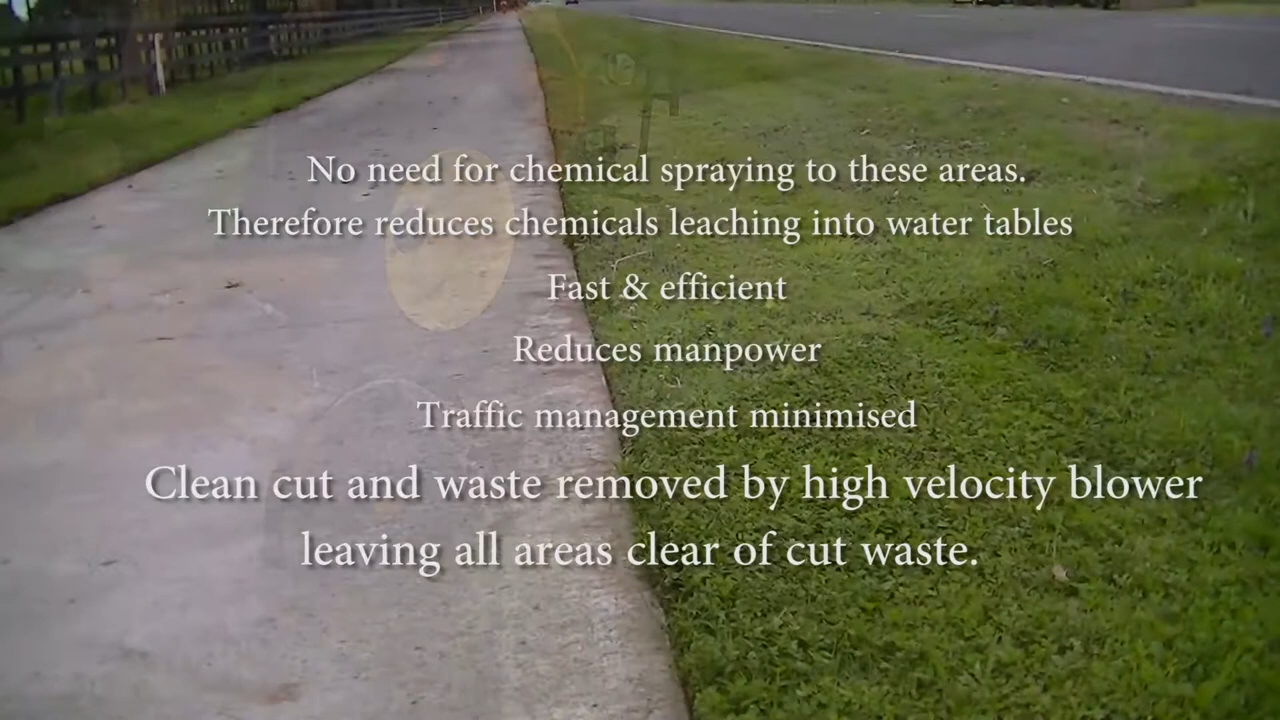 No need for chemical spraying to these areas.
Therefore reduces chemicals leaching into water tables
Fast & efficient
Reduces manpower
Traffic management minimised
Clean cut and waste removed by high velocity blower
leaving all areas clear of cut waste.